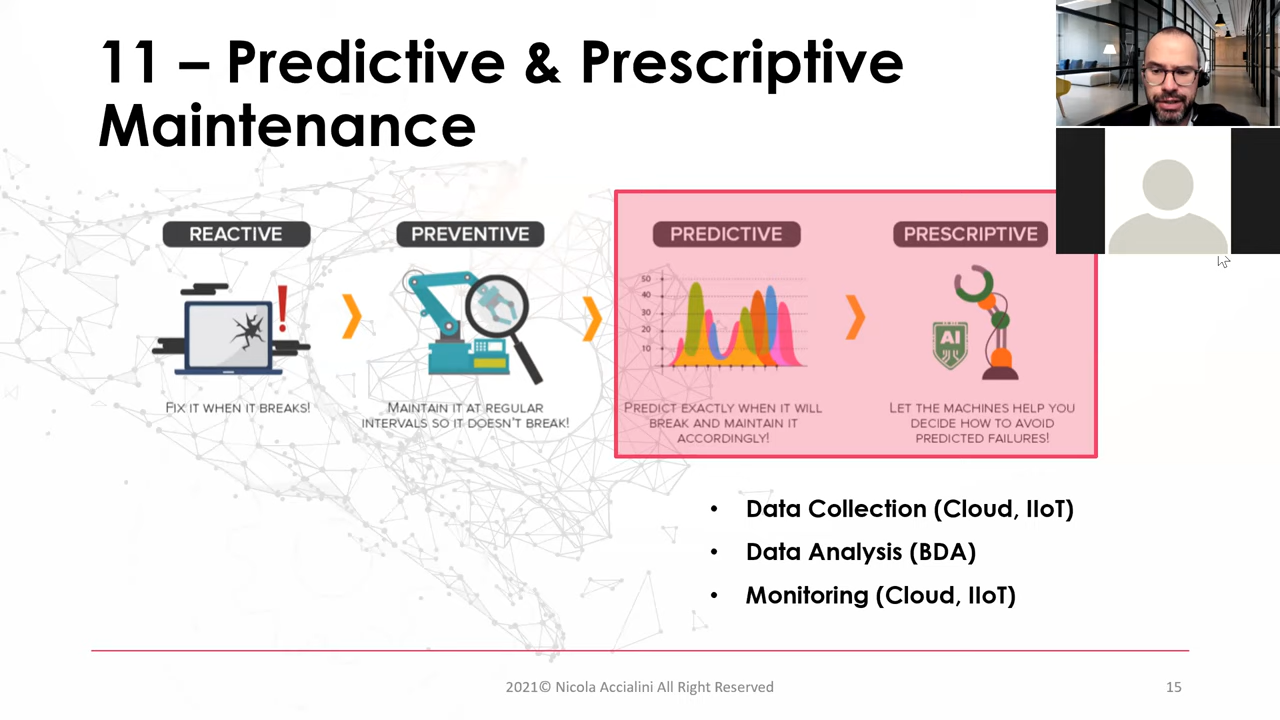 11 – Predictive & Prescriptive
Maintenance
REACTIVE
PREVENTIVE
PREDICTIVE
PRESCRIPTIVE
50
40
30
20
10
AI
FIX IT WHEN IT BREAKS!
MAINTAIN IT AT REGULAR
INTERVALS SO IT DOESN'T BREAK!
PREDICT EXACTLY WHEN IT WILL
BREAK AND MAINTAIN IT
ACCORDINGLY!
LET THE MACHINES HELP YOU
DECIDE HOW TO AVOID
PREDICTED FAILURES!
• Data Collection (Cloud, IIoT)
• Data Analysis (BDA)
• Monitoring (Cloud, IIoT)
2021© Nicola Accialini All Right Reserved
15